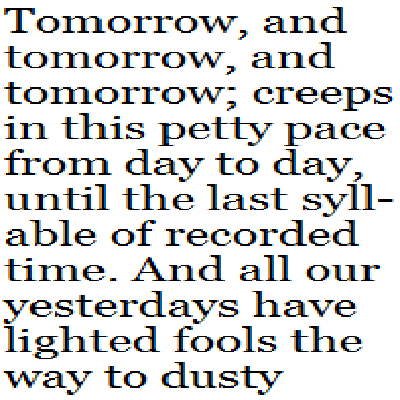 Tomorrow, and
tomorrow, and
tomorrow; creeps
in this petty pace
from day to day,
until the last syll-
able of recorded
time. And all our
yesterdays have
lighted fools the
way to dusty